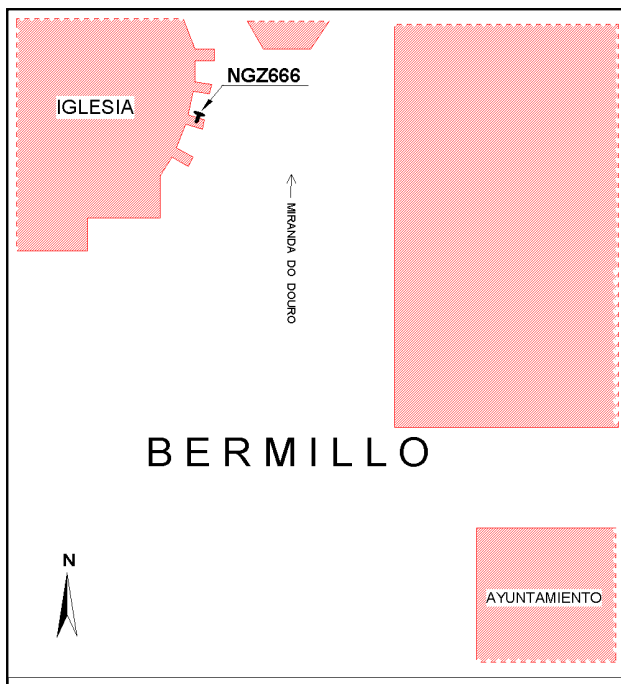 NGZ666
IGLESIA
MIRANDA DO DOURO
BERMILLO
N
AYUNTAMIENTO